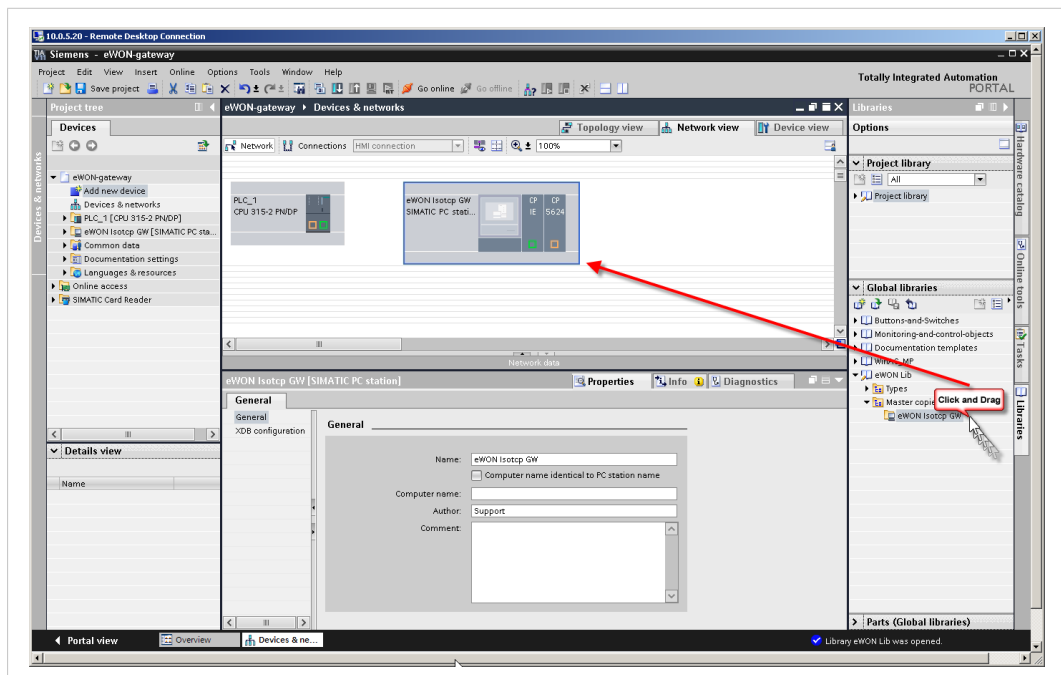 10.0.5.20 - Remote Desktop Connection
Siemens - eWON-gateway
Project Edit View Insert Online Options Tools Window Help
Totally Integrated Automation
PORTAL
Save project
Go online
Go offline
Project tree
eWON-gateway ▸ Devices & networks
Libraries
Devices
Topology view
Network view
Device view
Options
Network
Connections
HMI connection
100%
Devices & networks
eWON-gateway
Add new device
Devices & networks
PLC_1 [CPU 315-2 PN/DP]
eWON Isotcp GW [SIMATIC PC sta...
Common data
Documentation settings
Languages & resources
Online access
SIMATIC Card Reader
PLC_1
CPU 315-2 PN/DP
eWON Isotcp GW
SIMATIC PC stati...
CP
IE
CP
5624
Project library
All
Project library
Global libraries
Buttons-and-Switches
Monitoring-and-control-objects
Documentation templates
WinAC_MP
eWON Lib
Types
Master copie
eWON Isotcp GW
Click and Drag
Hardware catalog
Online tools
Tasks
Libraries
Network data
eWON Isotcp GW [SIMATIC PC station]
Properties
Info
Diagnostics
General
General
XDB configuration
General
Name: eWON Isotcp GW
Computer name identical to PC station name
Computer name:
Author: Support
Comment:
Details view
Name
Parts (Global libraries)
Portal view
Overview
Devices & ne...
Library eWON Lib was opened.